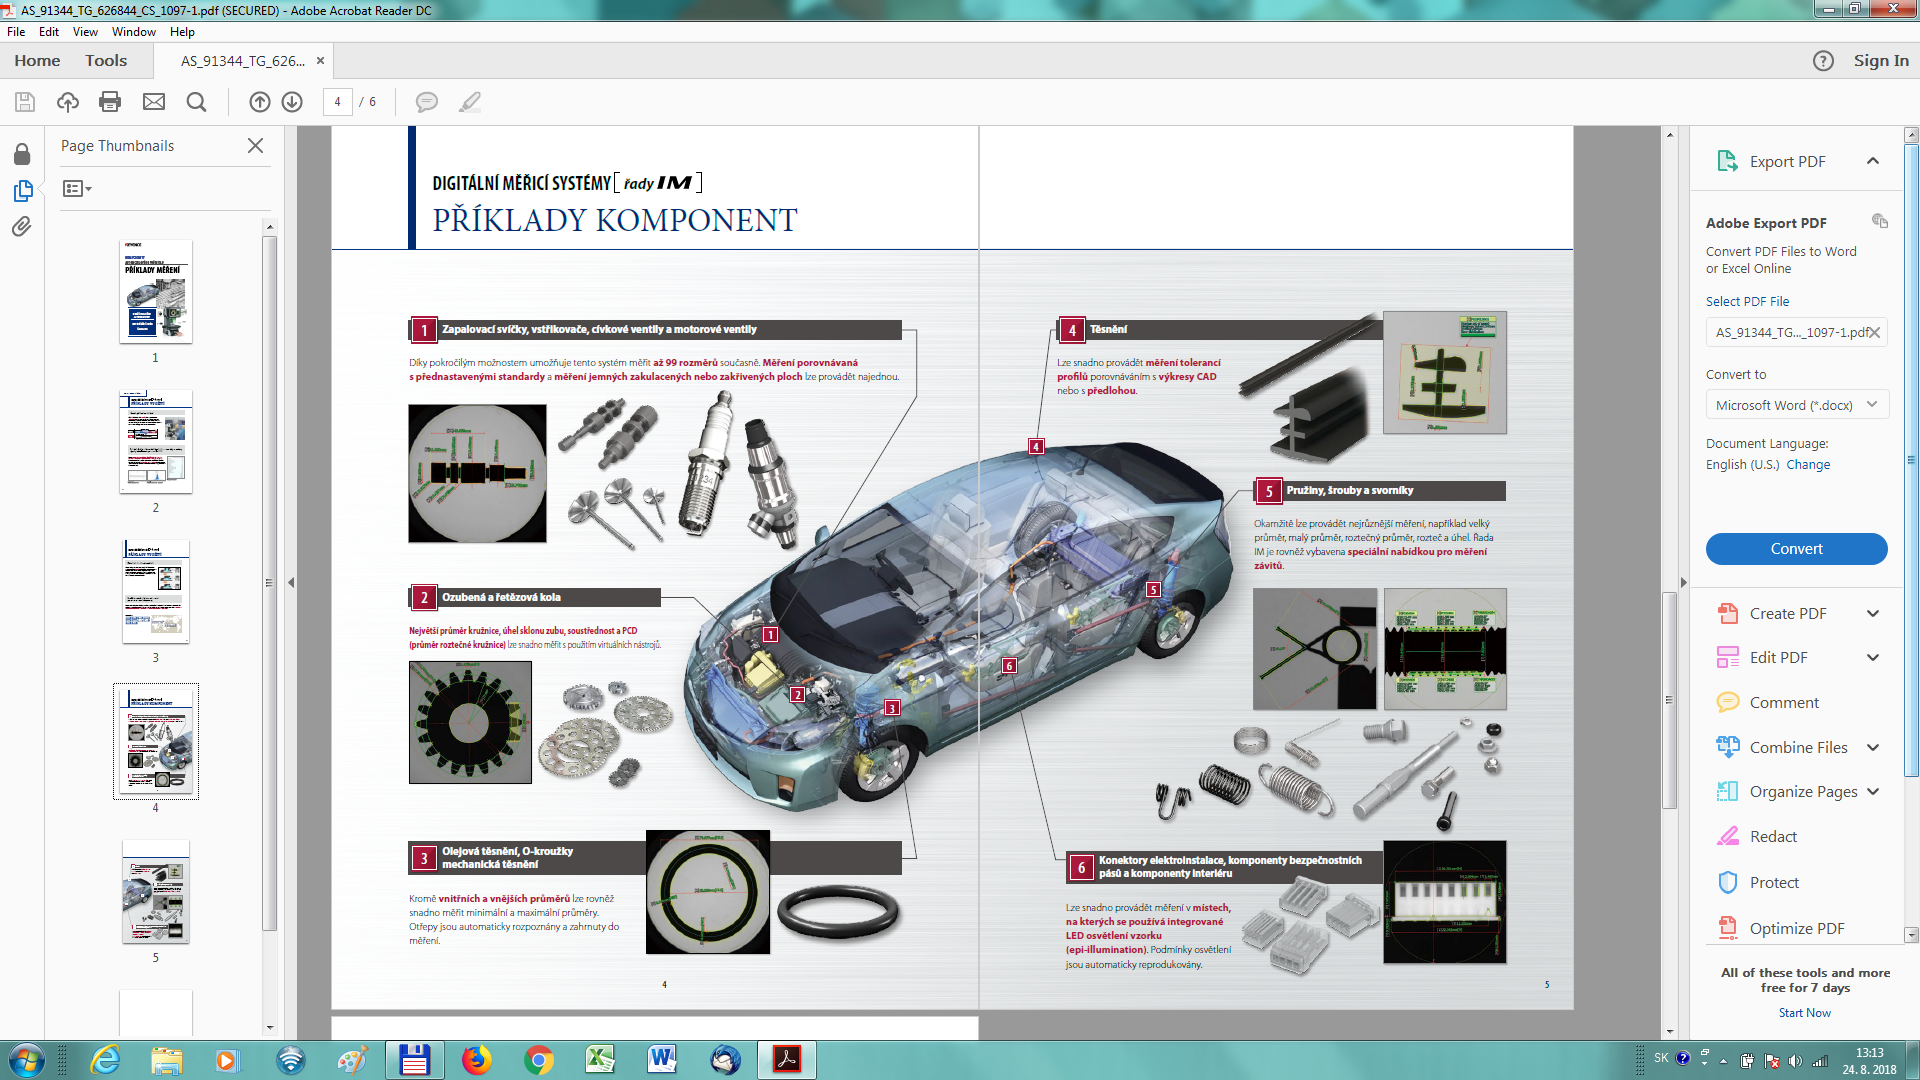 AS_91344_TG_626844_CS_1097-1.pdf (SECURED) - Adobe Acrobat Reader DC
File Edit View Window Help
Home Tools AS_91344_TG_626... × Sign In
4 / 6
Page Thumbnails
1
2
3
4
5
DIGITÁLNÍ MĚŘICÍ SYSTÉMY [řady IM]
PŘÍKLADY KOMPONENT
1 Zapalovací svíčky, vstřikovače, cívkové ventily a motorové ventily
Díky pokročilým možnostem umožňuje tento systém měřit až 99 rozměrů současně. Měření porovnávaná
s přednastavenými standardy a měření jemných zakulacených nebo zakřivených ploch lze provádět najednou.
2 Ozubená a řetězová kola
Největší průměr kružnice, úhel sklonu zubu, soustřednost a PCD
(průměr roztečné kružnice) lze snadno měřit s použitím virtuálních nástrojů.
3 Olejová těsnění, O-kroužky
mechanická těsnění
Kromě vnitřních a vnějších průměrů lze rovněž
snadno měřit minimální a maximální průměry.
Otřepy jsou automaticky rozpoznány a zahrnuty do
měření.
4
1
2
3
4
5
6
4 Těsnění
Lze snadno provádět měření tolerancí
profilů porovnáváním s výkresy CAD
nebo s předlohou.
5 Pružiny, šrouby a svorníky
Okamžitě lze provádět nejrůznější měření, například velký
průměr, malý průměr, roztečný průměr, rozteč a úhel. Řada
IM je rovněž vybavena speciální nabídkou pro měření
závitů.
6 Konektory elektroinstalace, komponenty bezpečnostních
pásů a komponenty interiéru
Lze snadno provádět měření v místech,
na kterých se používá integrované
LED osvětlení vzorku
(epi-illumination). Podmínky osvětlení
jsou automaticky reprodukovány.
5
Export PDF
Adobe Export PDF
Convert PDF Files to Word
or Excel Online
Select PDF File
AS_91344_TG..._1097-1.pdf
Convert to
Microsoft Word (*.docx)
Document Language:
English (U.S.) Change
Convert
Create PDF
Edit PDF
Comment
Combine Files
Organize Pages
Redact
Protect
Optimize PDF
All of these tools and more
free for 7 days
Start Now
SK
13:13
24. 8. 2018